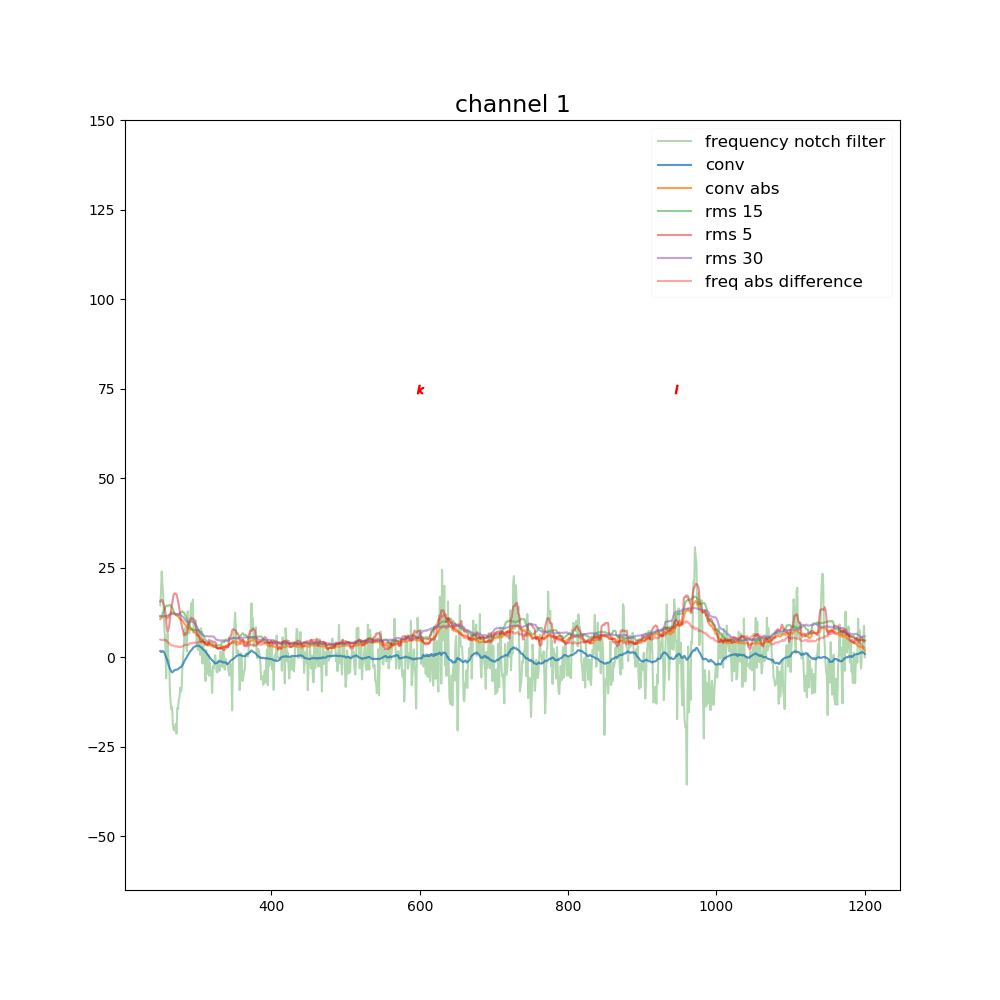 channel 1
150
125
100
75
50
25
0
−25
−50
frequency notch filter
conv
conv abs
rms 15
rms 5
rms 30
freq abs difference
k
l
400 600 800 1000 1200